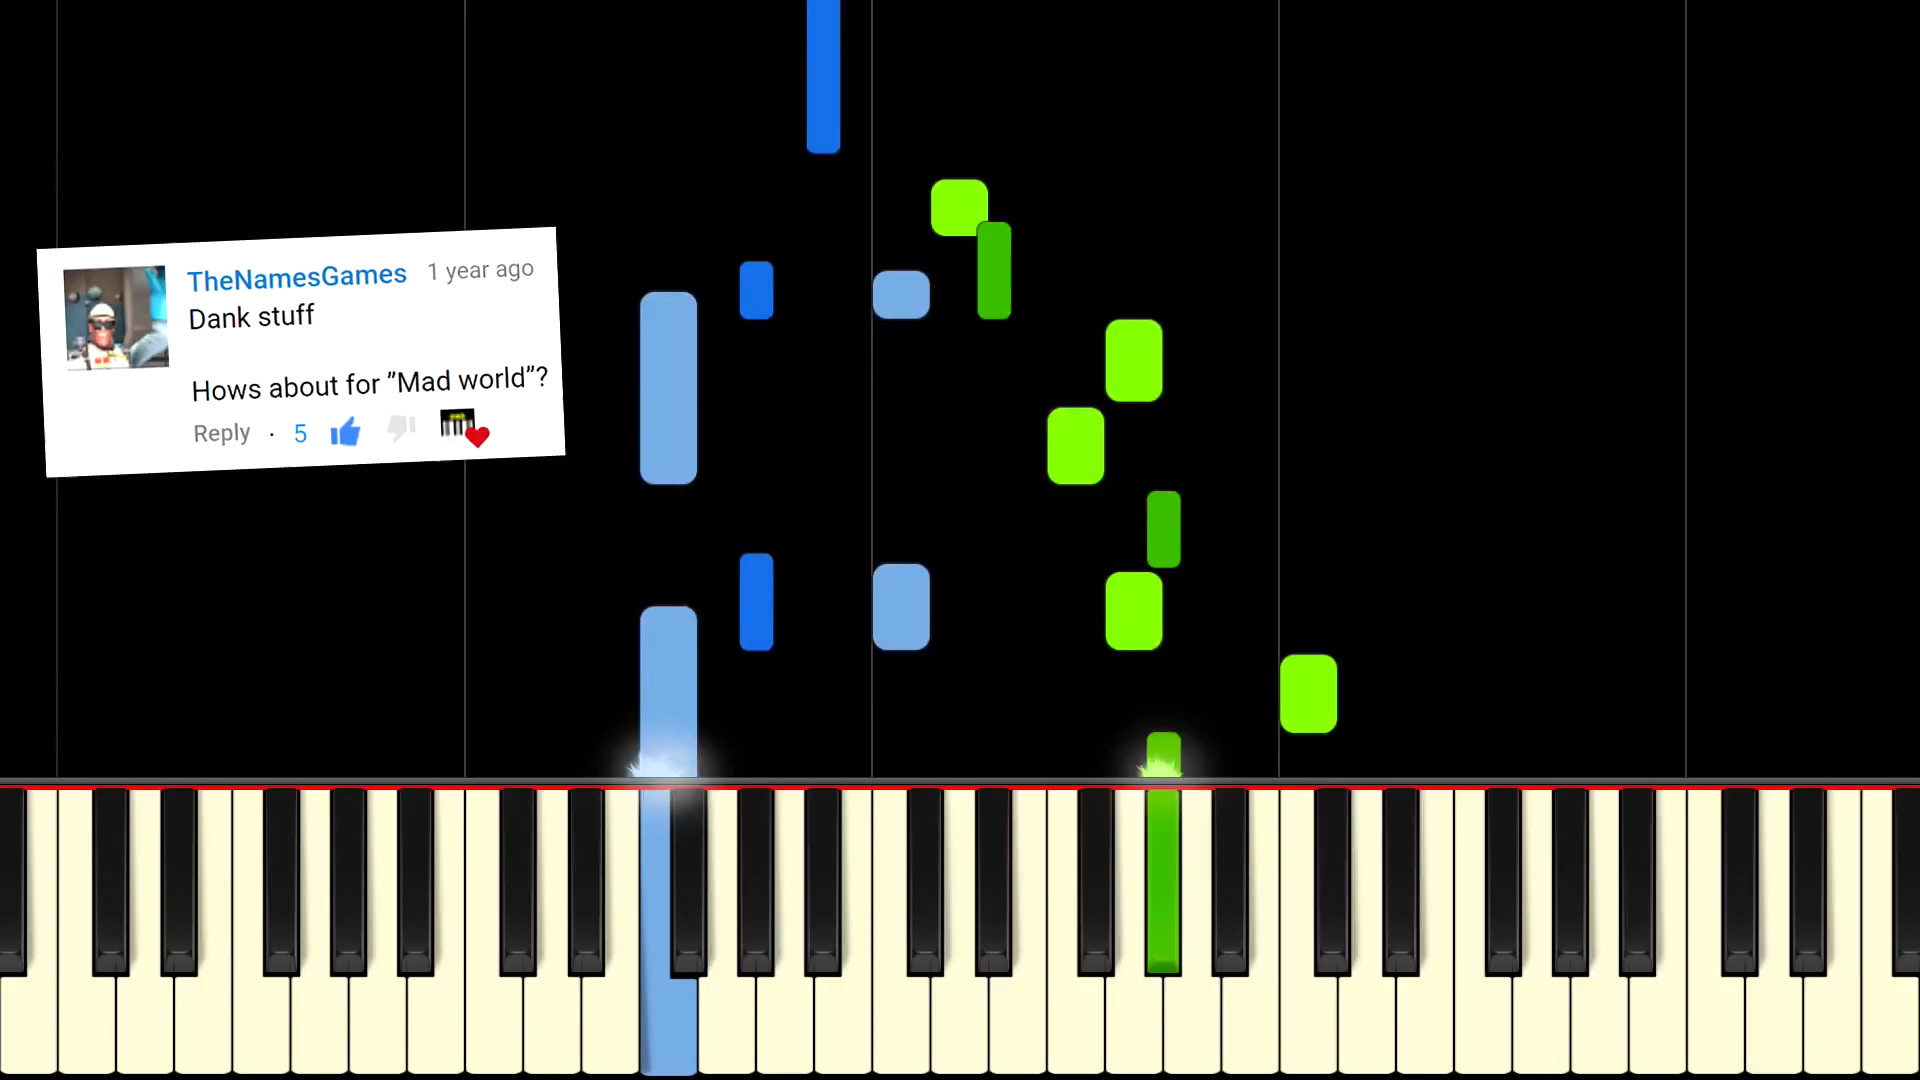 TheNamesGames 1 year ago
Dank stuff
Hows about for ”Mad world”?
Reply · 5